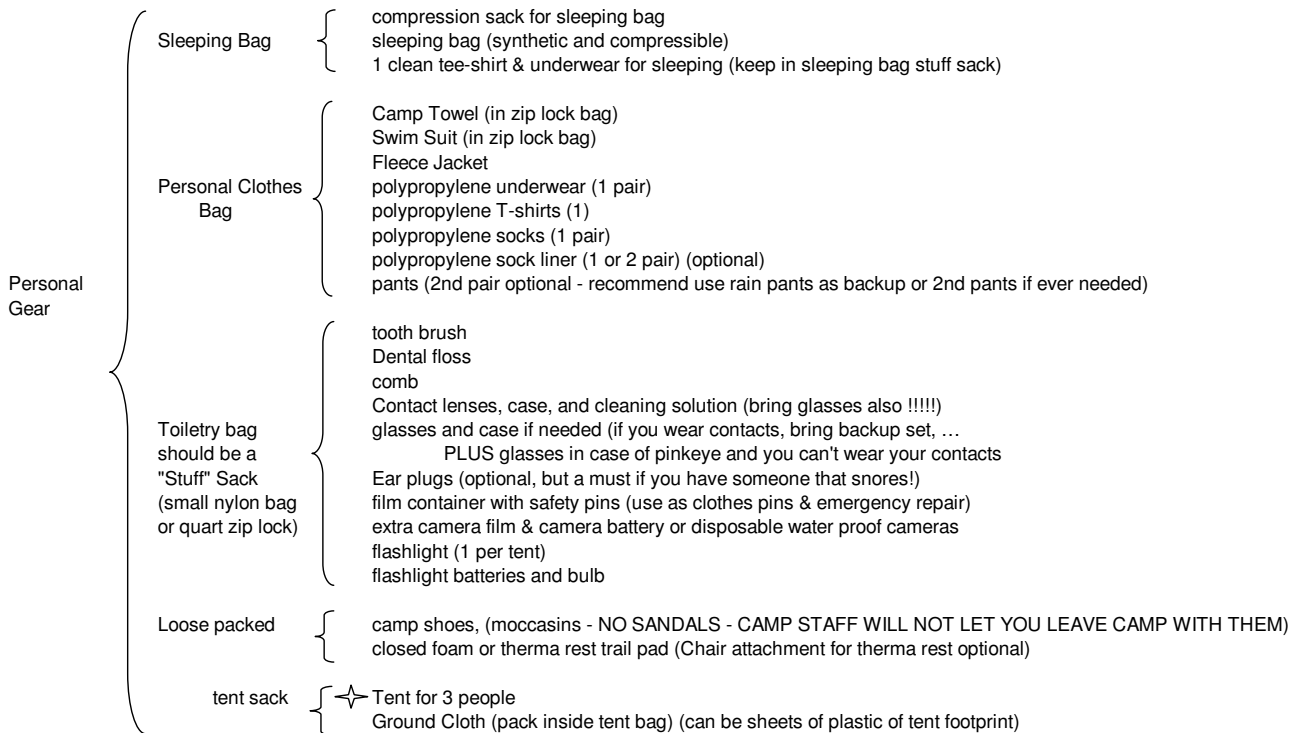 Personal
Gear
Sleeping Bag
compression sack for sleeping bag
sleeping bag (synthetic and compressible)
1 clean tee-shirt & underwear for sleeping (keep in sleeping bag stuff sack)
Personal Clothes
Bag
Camp Towel (in zip lock bag)
Swim Suit (in zip lock bag)
Fleece Jacket
polypropylene underwear (1 pair)
polypropylene T-shirts (1)
polypropylene socks (1 pair)
polypropylene sock liner (1 or 2 pair) (optional)
pants (2nd pair optional - recommend use rain pants as backup or 2nd pants if ever needed)
Toiletry bag
should be a
"Stuff" Sack
(small nylon bag
or quart zip lock)
tooth brush
Dental floss
comb
Contact lenses, case, and cleaning solution (bring glasses also !!!!!)
glasses and case if needed (if you wear contacts, bring backup set, …
PLUS glasses in case of pinkeye and you can't wear your contacts
Ear plugs (optional, but a must if you have someone that snores!)
film container with safety pins (use as clothes pins & emergency repair)
extra camera film & camera battery or disposable water proof cameras
flashlight (1 per tent)
flashlight batteries and bulb
Loose packed
camp shoes, (moccasins - NO SANDALS - CAMP STAFF WILL NOT LET YOU LEAVE CAMP WITH THEM)
closed foam or therma rest trail pad (Chair attachment for therma rest optional)
tent sack
Tent for 3 people
Ground Cloth (pack inside tent bag) (can be sheets of plastic of tent footprint)